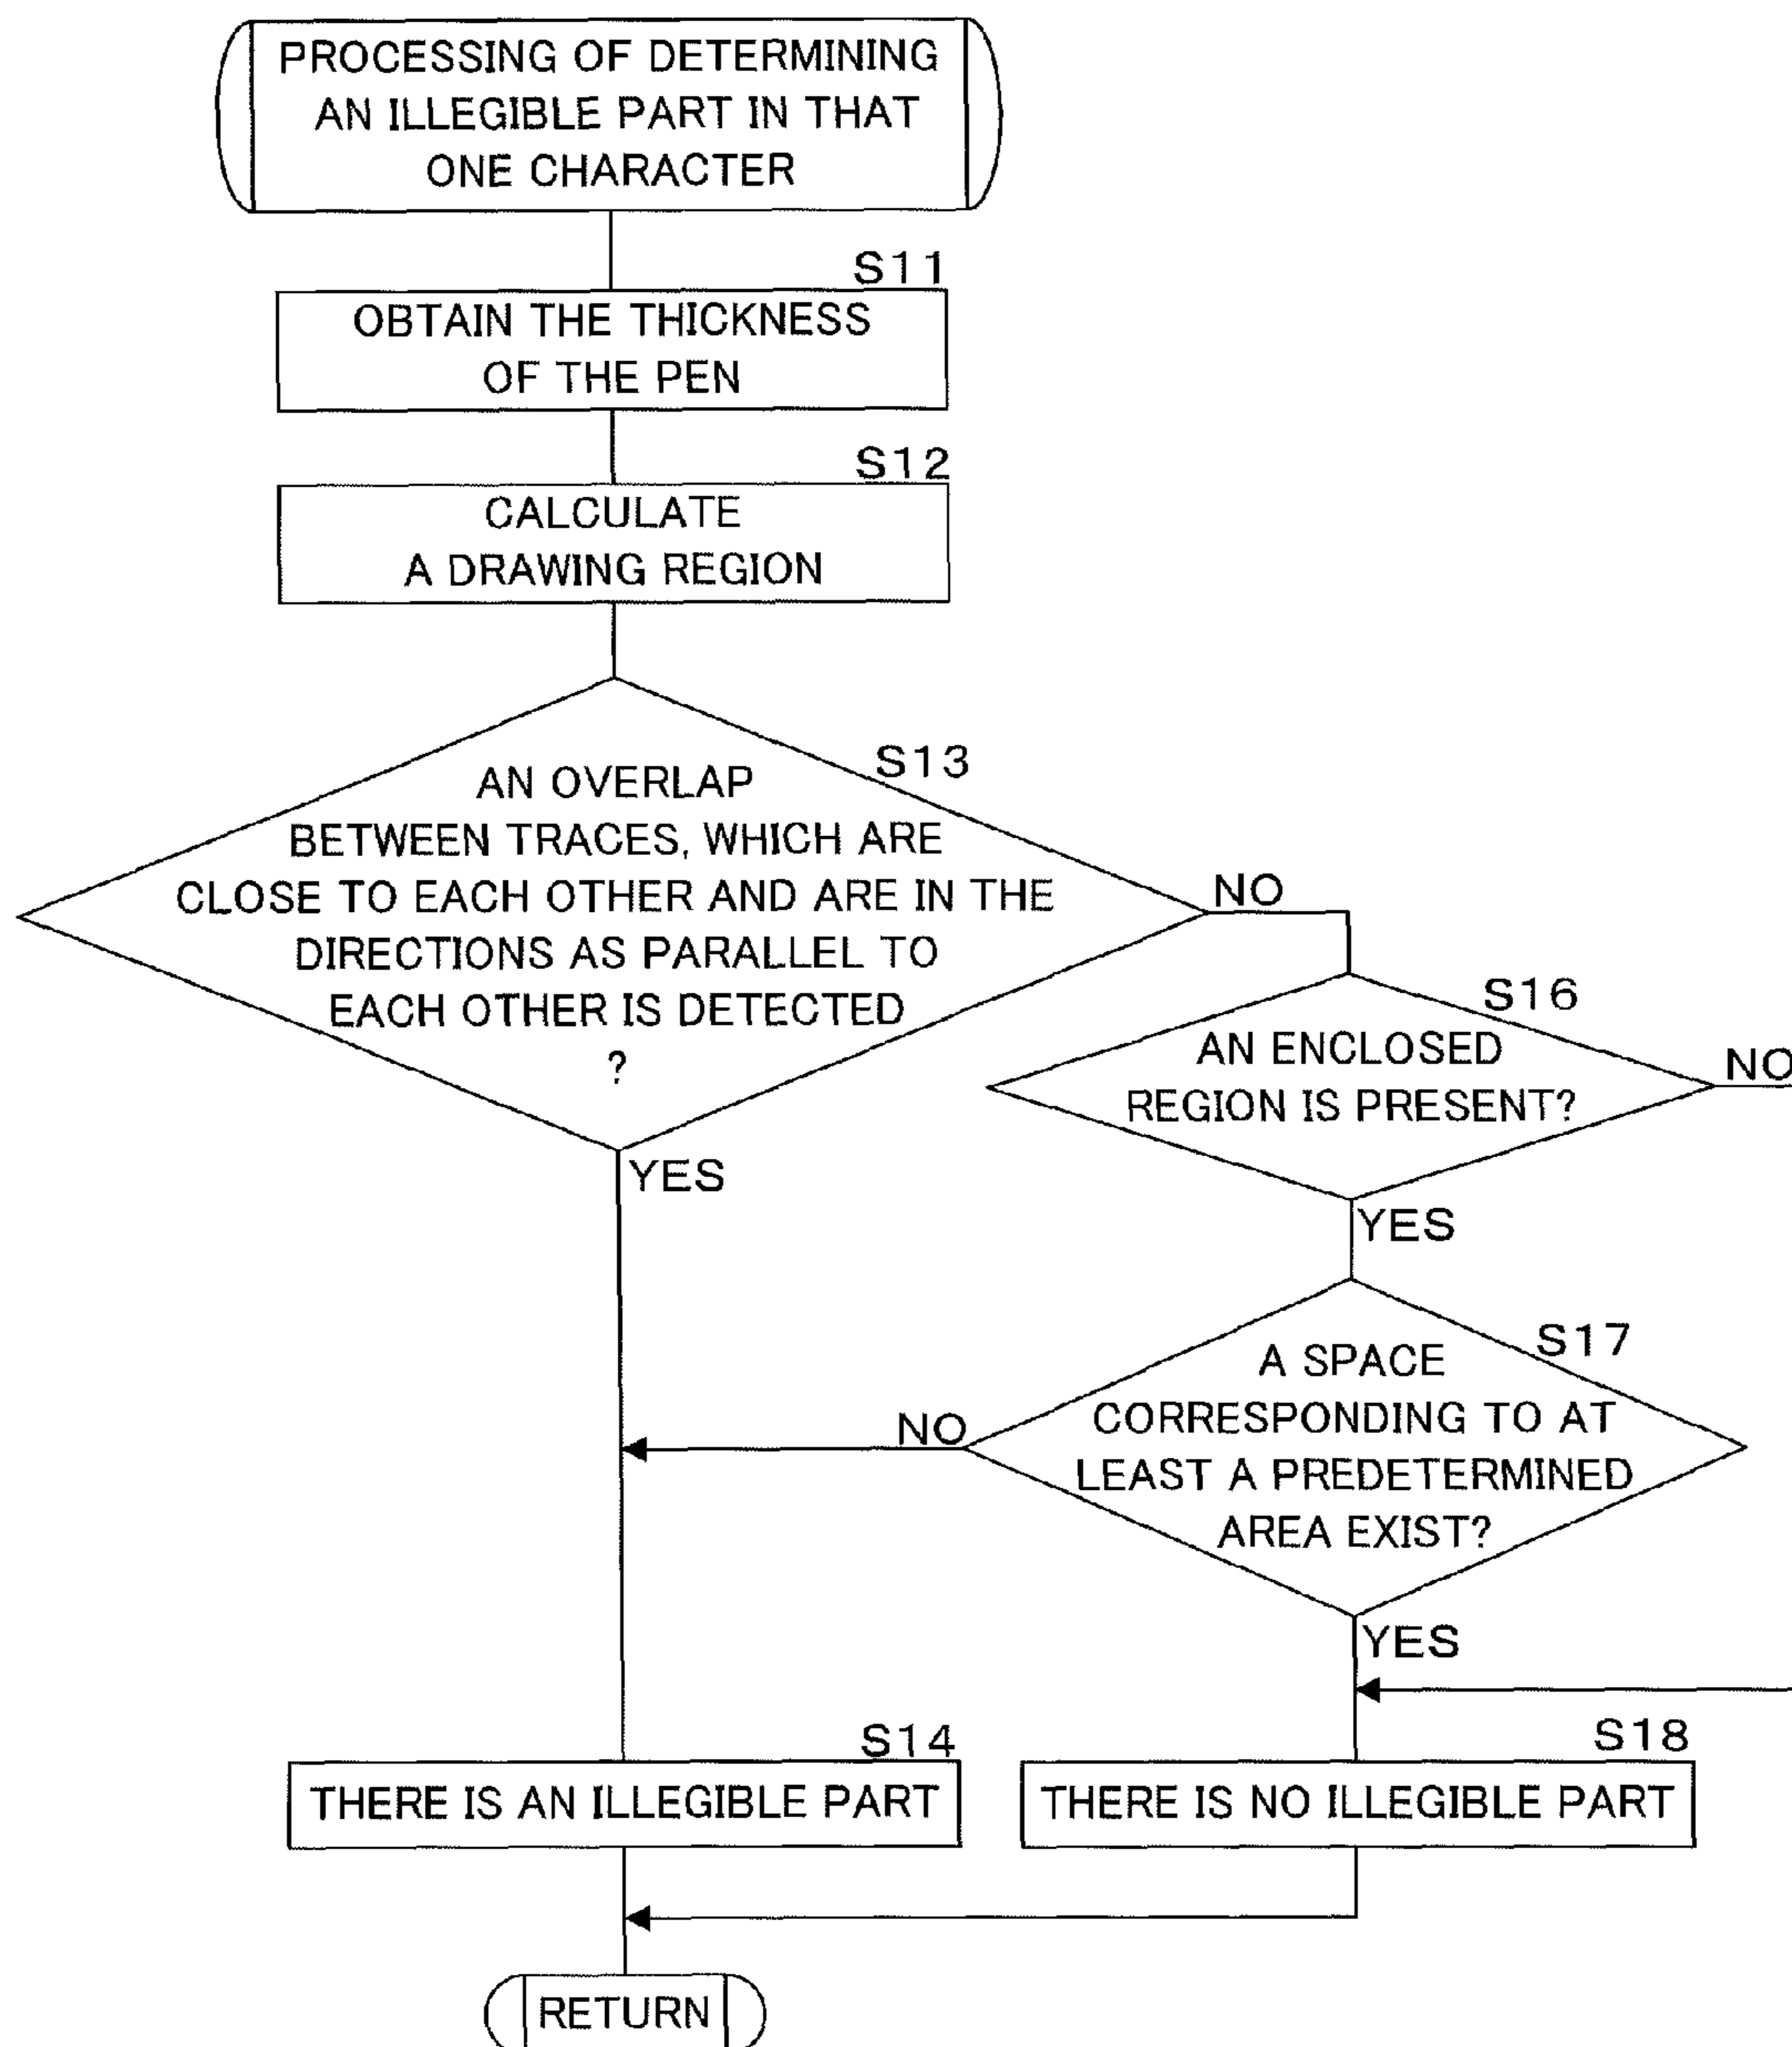 PROCESSING OF DETERMINING
AN ILLEGIBLE PART IN THAT
ONE CHARACTER
S11
OBTAIN THE THICKNESS
OF THE PEN
S12
CALCULATE
A DRAWING REGION
S13
AN OVERLAP
BETWEEN TRACES, WHICH ARE
CLOSE TO EACH OTHER AND ARE IN THE
DIRECTIONS AS PARALLEL TO
EACH OTHER IS DETECTED
?
NO
YES
S16
AN ENCLOSED
REGION IS PRESENT?
NO
YES
S17
A SPACE
CORRESPONDING TO AT
LEAST A PREDETERMINED
AREA EXIST?
NO
YES
S14
THERE IS AN ILLEGIBLE PART
S18
THERE IS NO ILLEGIBLE PART
RETURN